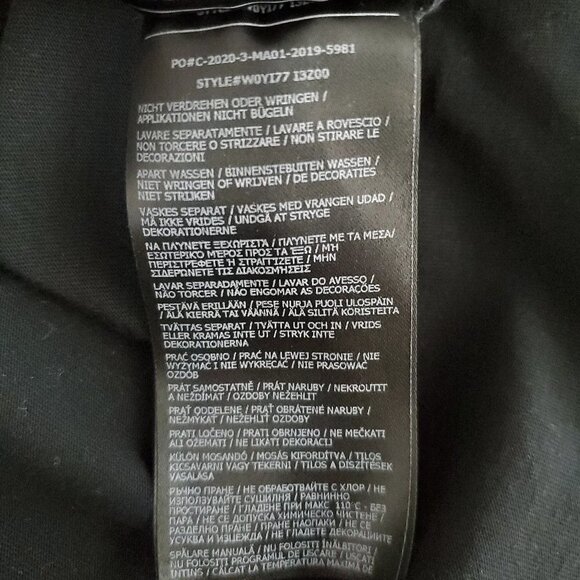 PO#C-2020-3-MA01-2019-5981
STYLE#W0YI77 I3Z00
NICHT VERDREHEN ODER WRINGEN /
APPLIKATIONEN NICHT BÜGELN
LAVARE SEPARATAMENTE / LAVARE A ROVESCIO /
NON TORCERE O STRIZZARE / NON STIRARE LE
DECORAZIONI
APART WASSEN / BINNENSTEBUITEN WASSEN /
NIET WRINGEN OF WRIJVEN / DE DECORATIES
NIET STRIJKEN
VASKES SEPARAT / VASKES MED VRANGEN UDAD /
MÅ IKKE VRIDES / UNDGÅ AT STRYGE
DEKORATIONERNE
ΝΑ ΠΛΥΝΕΤΕ ΞΕΧΩΡΙΣΤΑ / ΠΛΥΝΕΤΕ ΜΕ ΤΑ ΜΕΣΑ/
ΕΣΩΤΕΡΙΚΟ ΜΕΡΟΣ ΠΡΟΣ ΤΑ ΈΞΩ / ΜΉ
ΠΕΡΙΣΤΡΕΦΕΤΕ Ή ΣΤΡΑΓΓΙΖΕΤΕ / ΜΗΝ
ΣΙΔΕΡΩΝΕΤΕ ΤΙΣ ΔΙΑΚΟΣΜΗΣΕΙΣ
LAVAR SEPARADAMENTE / LAVAR DO AVESSO /
NÃO TORCER / NÃO ENGOMAR AS DECORAÇÕES
PESTÄVÄ ERILLÄÄN / PESE NURJA PUOLI ULOSPÄIN
/ ÄLÄ KIERRÄ TAI VÄÄNNÄ / ÄLÄ SILITÄ KORISTEITA
TVÄTTAS SEPARAT / TVÄTTA UT OCH IN / VRIDS
ELLER KRAMAS INTE UT / STRYK INTE
DEKORATIONERNA
PRAĆ OSOBNO / PRAĆ NA LEWEJ STRONIE / NIE
WYŻYMAĆ I NIE WKRĘCAĆ / NIE PRASOWAĆ
OZDÓB
PRÁT SAMOSTATNĚ / PRÁT NARUBY / NEKROUTIT
A NEŽDÍMAT / OZDOBY NEŽEHLIT
PRAŤ ODDELENE / PRAŤ OBRÁTENÉ NARUBY /
NEŽMÝKAŤ / NEŽEHLIŤ OZDOBY
PRATI LOČENO / PRATI OBRNJENO / NE MEČKATI
ALI OŽEMATI / NE LIKATI DEKORACIJ
KÜLÖN MOSANDÓ / MOSÁS KIFORDÍTVA / TILOS
KICSAVARNI VAGY TEKERNI / TILOS A DÍSZÍTÉSEK
VASALÁSA
РЪЧНО ПРАНЕ / НЕ ОБРАБОТВАЙТЕ С ХЛОР / НЕ
ИЗПОЛЗВАЙТЕ СУШИЛНЯ / РАВНИННО
ПРОСТИРАНЕ / ГЛАДЕНЕ ПРИ МАКС 110°C - БЕЗ
ПАРА / НЕ СЕ ДОПУСКА ХИМИЧЕСКО ЧИСТЕНЕ /
РАЗДЕЛНО ПРАНЕ / ПРАНЕ НАОПАКИ / НЕ СЕ
УСУКВА И ИЗЦЕЖДА / НЕ ГЛАДЕТЕ ДЕКОРАЦИИТЕ
SPĂLARE MANUALĂ / NU FOLOSITI ÎNĂLBITORI /
NU FOLOSITI PROGRAMUL DE USCARE / USCAȚI
INTINS / CĂLCAT LA TEMPERATURA MAXIMĂ DE